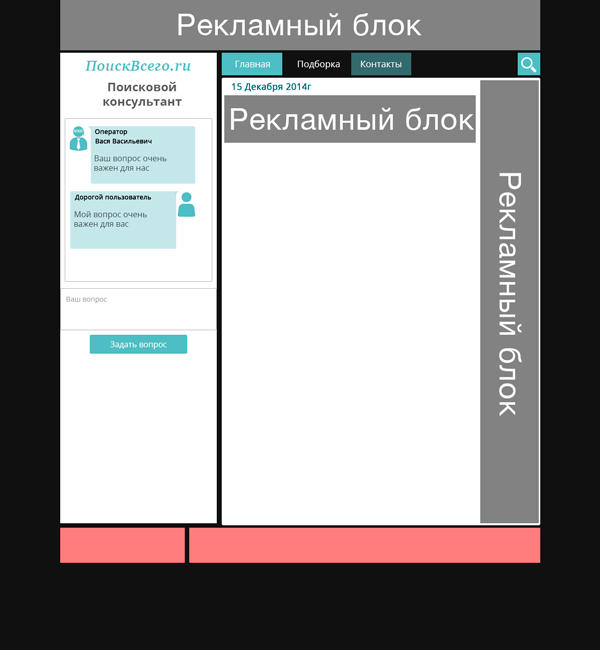 Рекламный блок
ПоискВсего.ru
Поисковой
консультант
Оператор
Вася Васильевич
Ваш вопрос очень
важен для нас
Дорогой пользователь
Мой вопрос очень
важен для вас
Ваш вопрос
Задать вопрос
Главная
Подборка
Контакты
15 Декабря 2014г
Рекламный блок
Рекламный блок